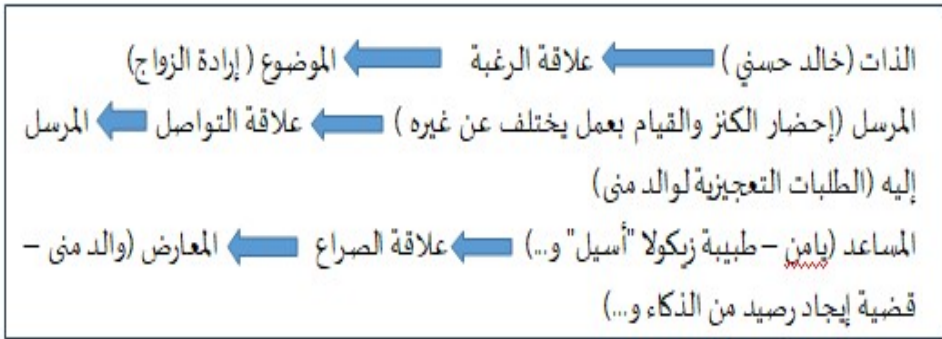 الذات (خالد حسني) علاقة الرغبة الموضوع (إرادة الزواج)
المرسل (إحضار الكنز والقيام بعمل يختلف عن غيره ) علاقة التواصل المرسل
إليه (الطلبات التعجيزية لوالد منى)
المساعد (يامن – طبيبة زيكولا "أسيل" و...) علاقة الصراع المعارض (والد منى –
قضية إيجاد رصيد من الذكاء و...)